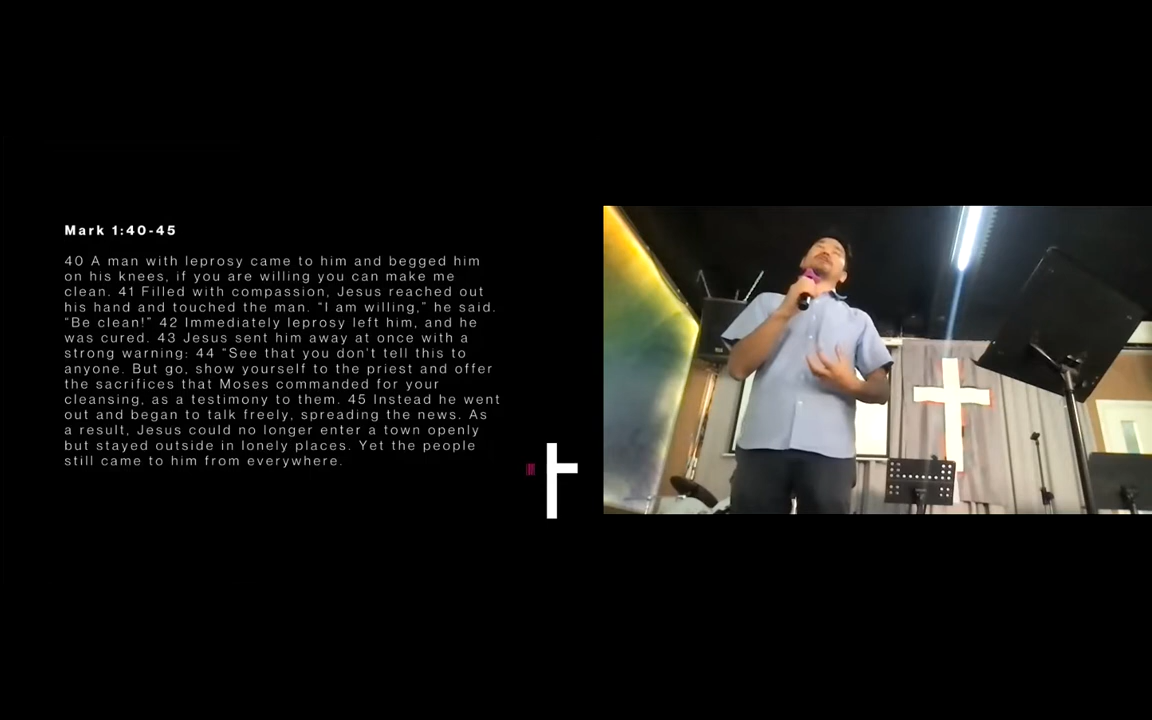 Mark 1:40-45
40 A man with leprosy came to him and begged him
on his knees, if you are willing you can make me
clean. 41 Filled with compassion, Jesus reached out
his hand and touched the man. "I am willing," he said.
"Be clean!" 42 Immediately leprosy left him, and he
was cured. 43 Jesus sent him away at once with a
strong warning: 44 "See that you don't tell this to
anyone. But go, show yourself to the priest and offer
the sacrifices that Moses commanded for your
cleansing, as a testimony to them. 45 Instead he went
out and began to talk freely, spreading the news. As
a result, Jesus could no longer enter a town openly
but stayed outside in lonely places. Yet the people
still came to him from everywhere.